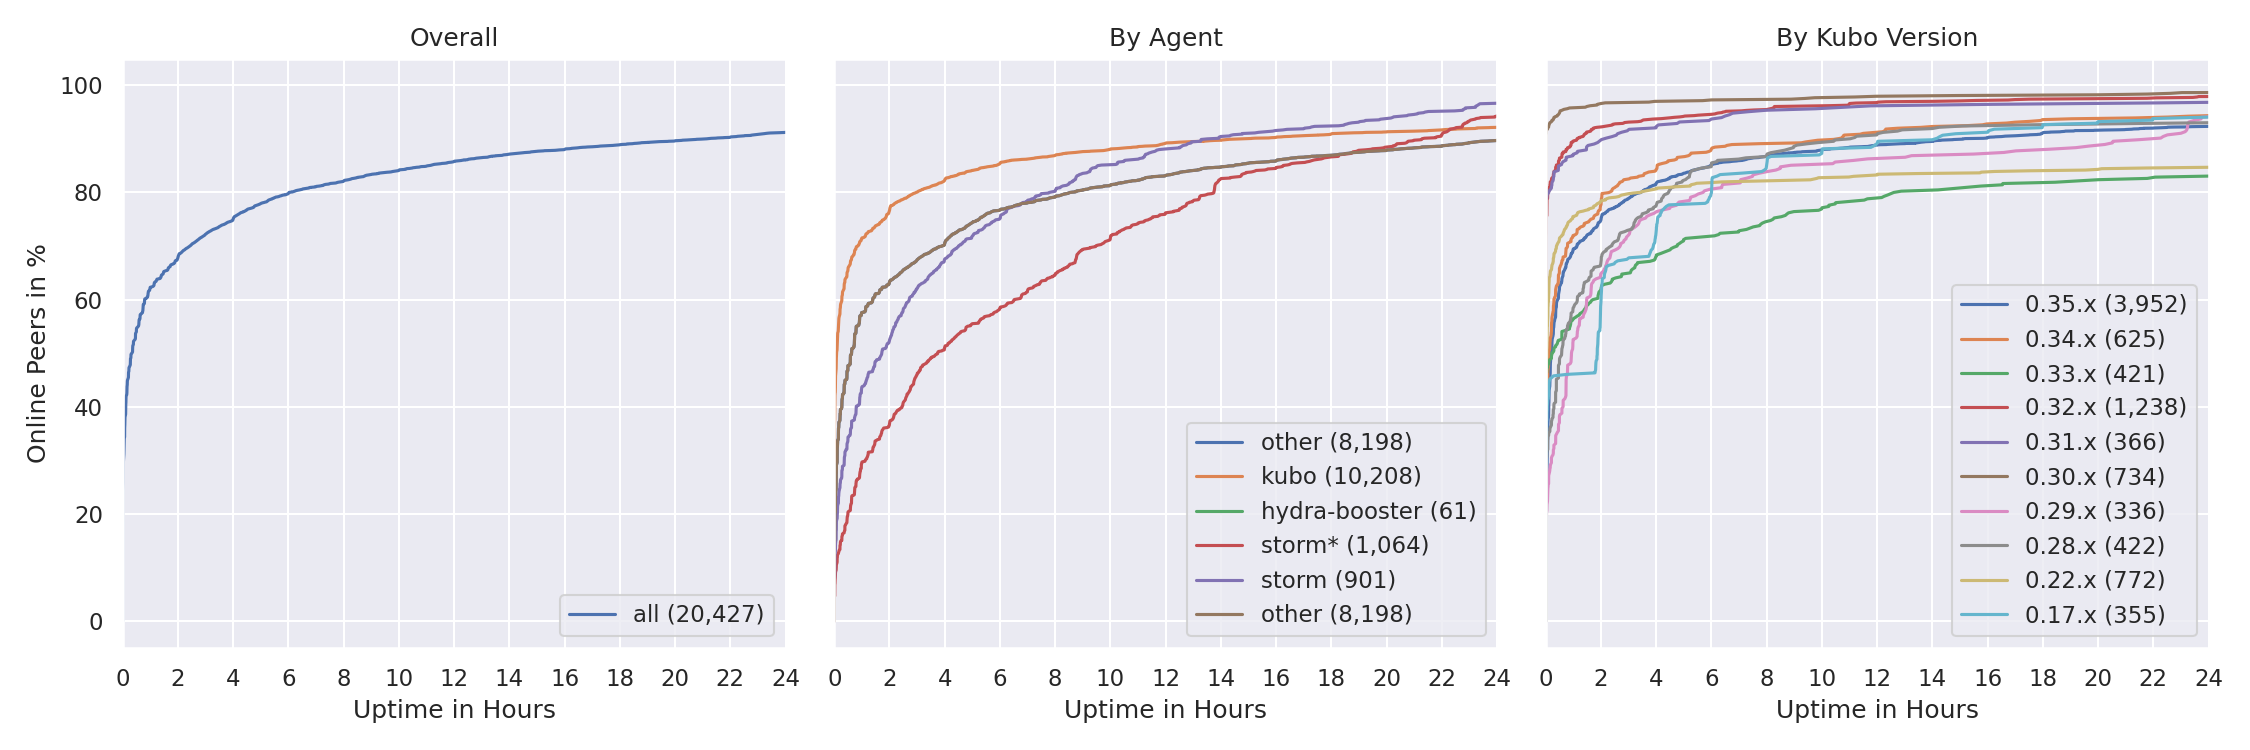 Overall
By Agent
By Kubo Version
Online Peers in %
100
80
60
40
20
0
all (20,427)
other (8,198)
kubo (10,208)
hydra-booster (61)
storm* (1,064)
storm (901)
other (8,198)
0.35.x (3,952)
0.34.x (625)
0.33.x (421)
0.32.x (1,238)
0.31.x (366)
0.30.x (734)
0.29.x (336)
0.28.x (422)
0.22.x (772)
0.17.x (355)
0 2 4 6 8 10 12 14 16 18 20 22 24
0 2 4 6 8 10 12 14 16 18 20 22 24
0 2 4 6 8 10 12 14 16 18 20 22 24
Uptime in Hours
Uptime in Hours
Uptime in Hours